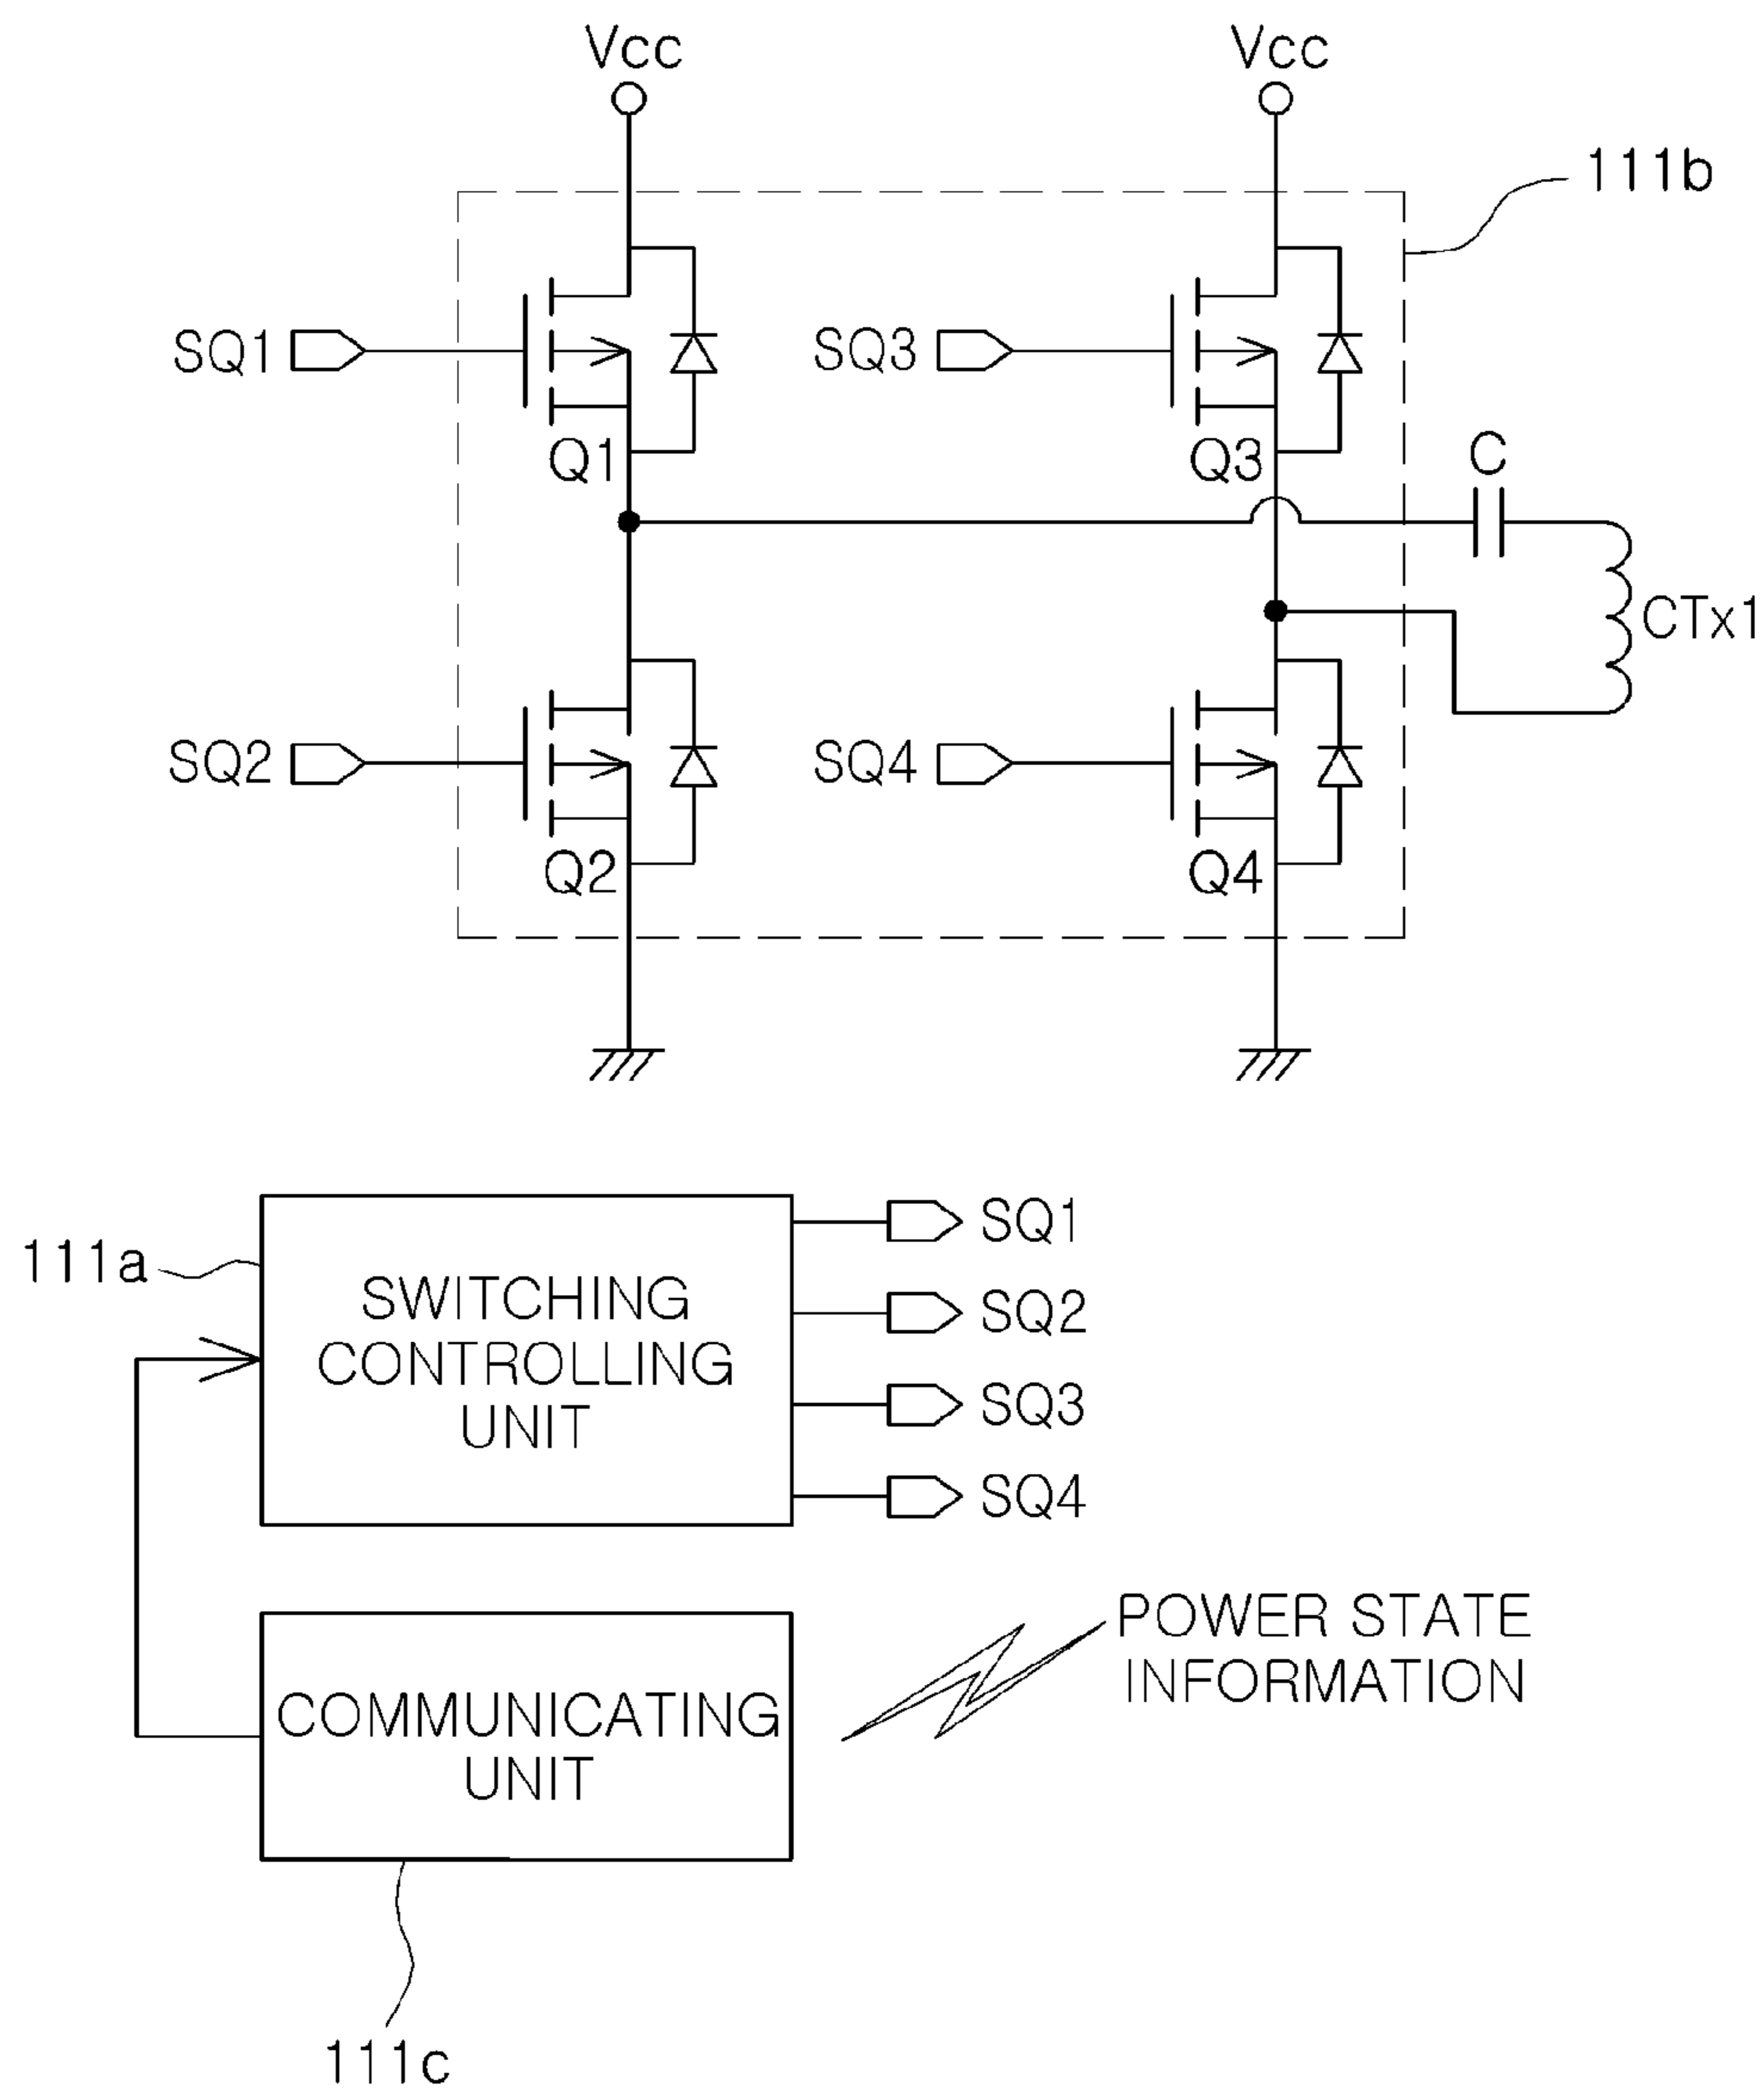 Vcc
Vcc
111b
SQ1
SQ3
Q1
Q3
C
CTx1
SQ2
SQ4
Q2
Q4
111a
SWITCHING
CONTROLLING
UNIT
SQ1
SQ2
SQ3
SQ4
COMMUNICATING
UNIT
POWER STATE
INFORMATION
111c